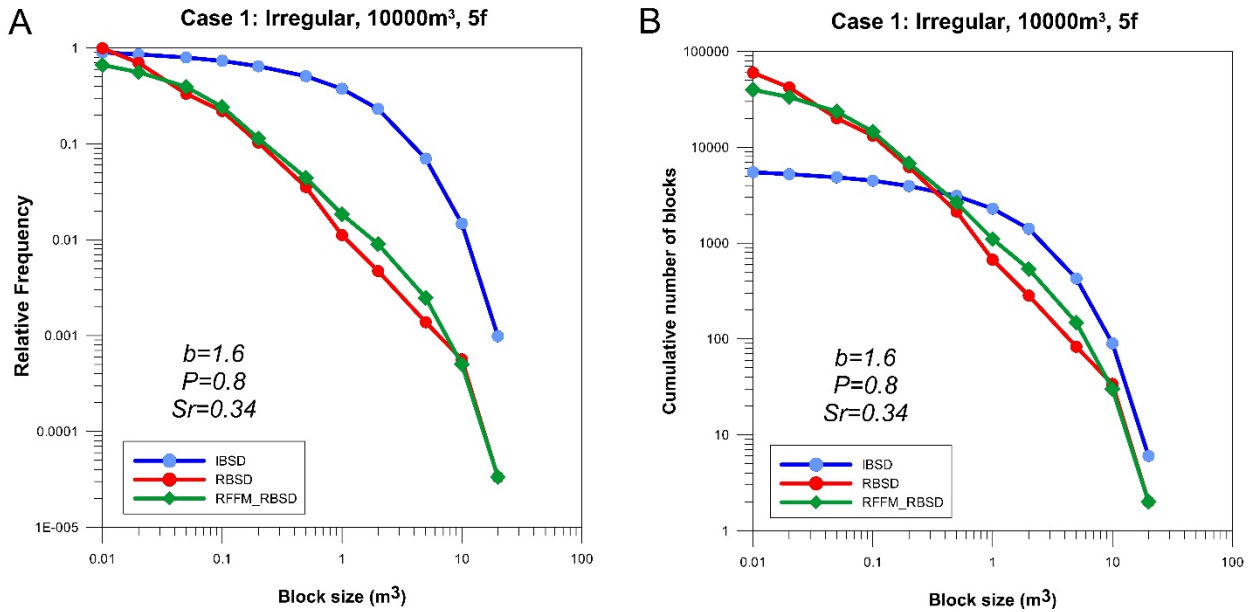 A
Case 1: Irregular, 10000m³, 5f
Relative Frequency
1
0.1
0.01
0.001
0.0001
1E-005
b=1.6
P=0.8
Sr=0.34
IBSD
RBSD
RFFM_RBSD
0.01
0.1
1
10
100
Block size (m³)
B
Case 1: Irregular, 10000m³, 5f
Cumulative number of blocks
100000
10000
1000
100
10
1
b=1.6
P=0.8
Sr=0.34
IBSD
RBSD
RFFM_RBSD
0.01
0.1
1
10
100
Block size (m³)